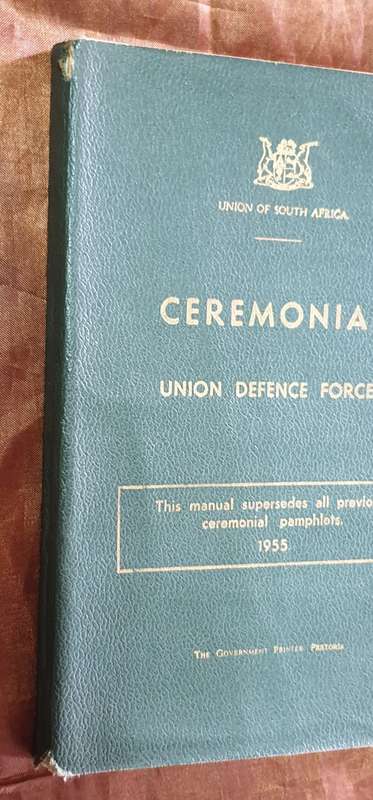 UNION OF SOUTH AFRICA.
CEREMONIA
UNION DEFENCE FORCE
This manual supersedes all previo
ceremonial pamphlets.
1955
THE GOVERNMENT PRINTER PRETORIA